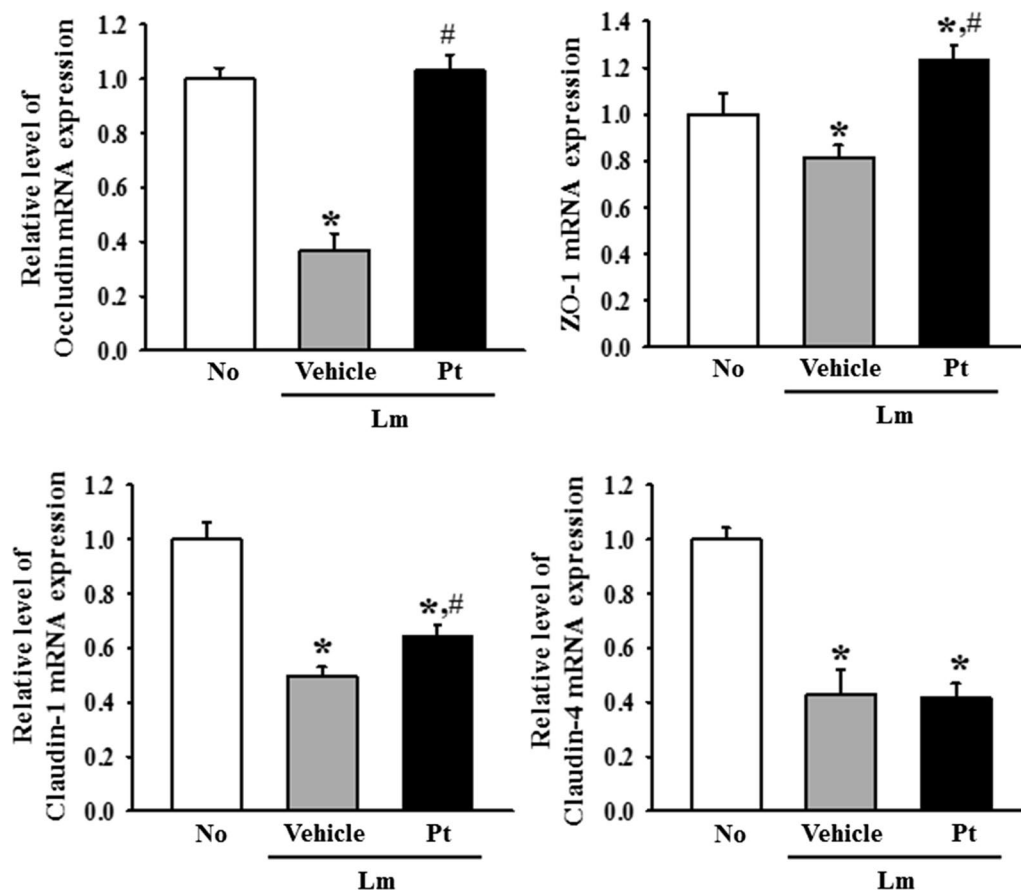 Relative level of
Occludin mRNA expression
1.2
1.0
0.8
0.6
0.4
0.2
0.0
*
#
No
Vehicle
Pt
Lm
ZO-1 mRNA expression
1.4
1.2
1.0
0.8
0.6
0.4
0.2
0.0
*
*,#
No
Vehicle
Pt
Lm
Relative level of
Claudin-1 mRNA expression
1.2
1.0
0.8
0.6
0.4
0.2
0.0
*
*,#
No
Vehicle
Pt
Lm
Relative level of
Claudin-4 mRNA expression
1.2
1.0
0.8
0.6
0.4
0.2
0.0
*
*
No
Vehicle
Pt
Lm